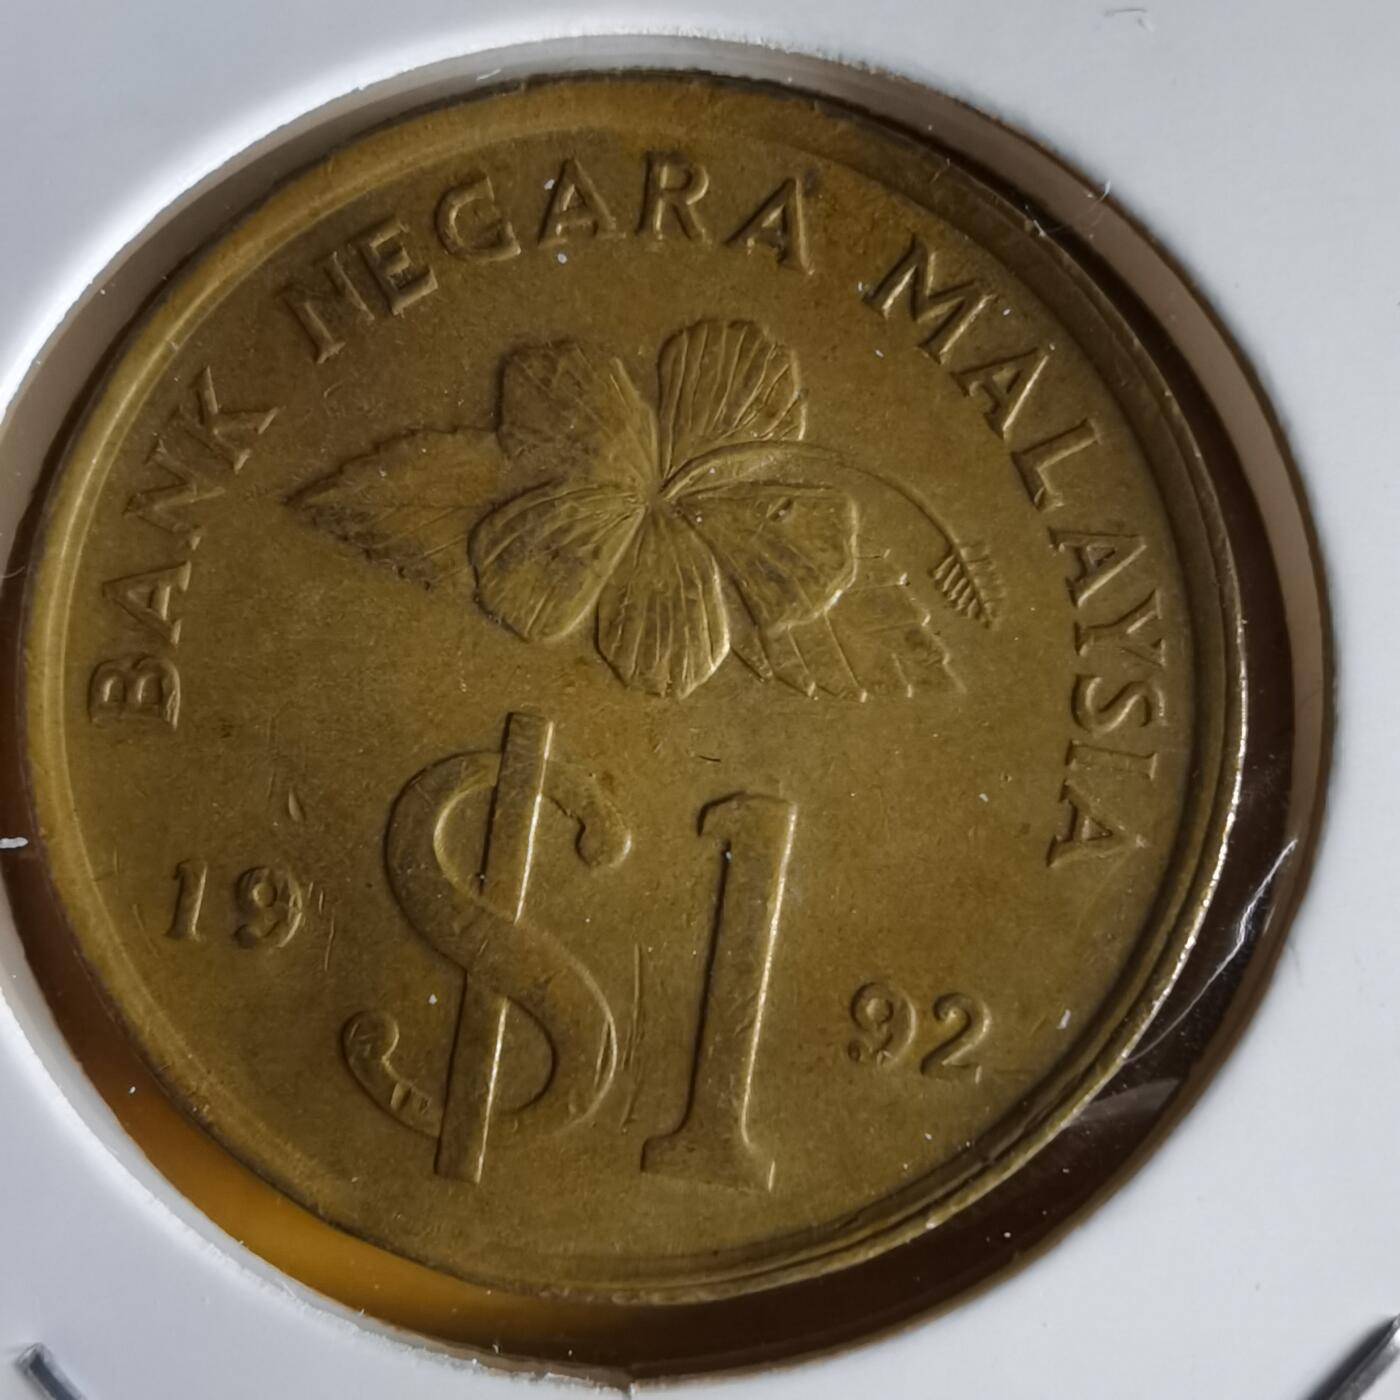 BANK NEGARA MALAYSIA
19 $1 92